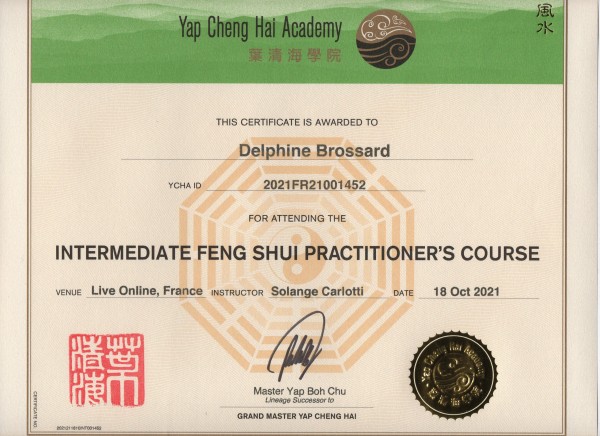 Yap Cheng Hai Academy
葉清海學院
風水
THIS CERTIFICATE IS AWARDED TO
Delphine Brossard
YCHA ID 2021FR21001452
FOR ATTENDING THE
INTERMEDIATE FENG SHUI PRACTITIONER'S COURSE
VENUE Live Online, France INSTRUCTOR Solange Carlotti DATE 18 Oct 2021
葉清海
Yap Cheng Hai Academy
Master Yap Boh Chu
Lineage Successor to
GRAND MASTER YAP CHENG HAI
CERTIFICATE NO.